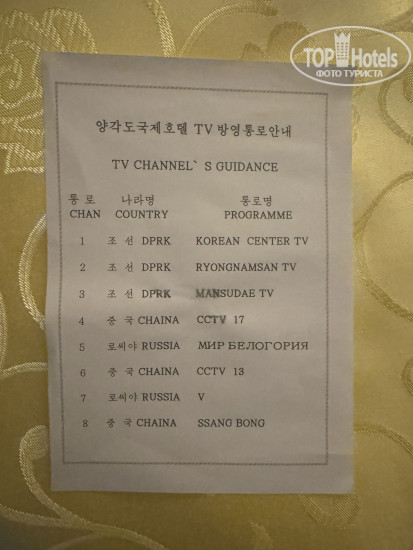 TOPHotels
ФОТО ТУРИСТА
양각도국제호텔 TV 방영통로안내
TV CHANNEL` S GUIDANCE
통 로 나라명 통로명
CHAN COUNTRY PROGRAMME
1 조 선 DPRK KOREAN CENTER TV
2 조 선 DPRK RYONGNAMSAN TV
3 조 선 DPRK MANSUDAE TV
4 중 국 CHAINA CCTV 17
5 로씨야 RUSSIA МИР БЕЛОГОРИЯ
6 중 국 CHAINA CCTV 13
7 로씨야 RUSSIA V
8 중 국 CHAINA SSANG BONG